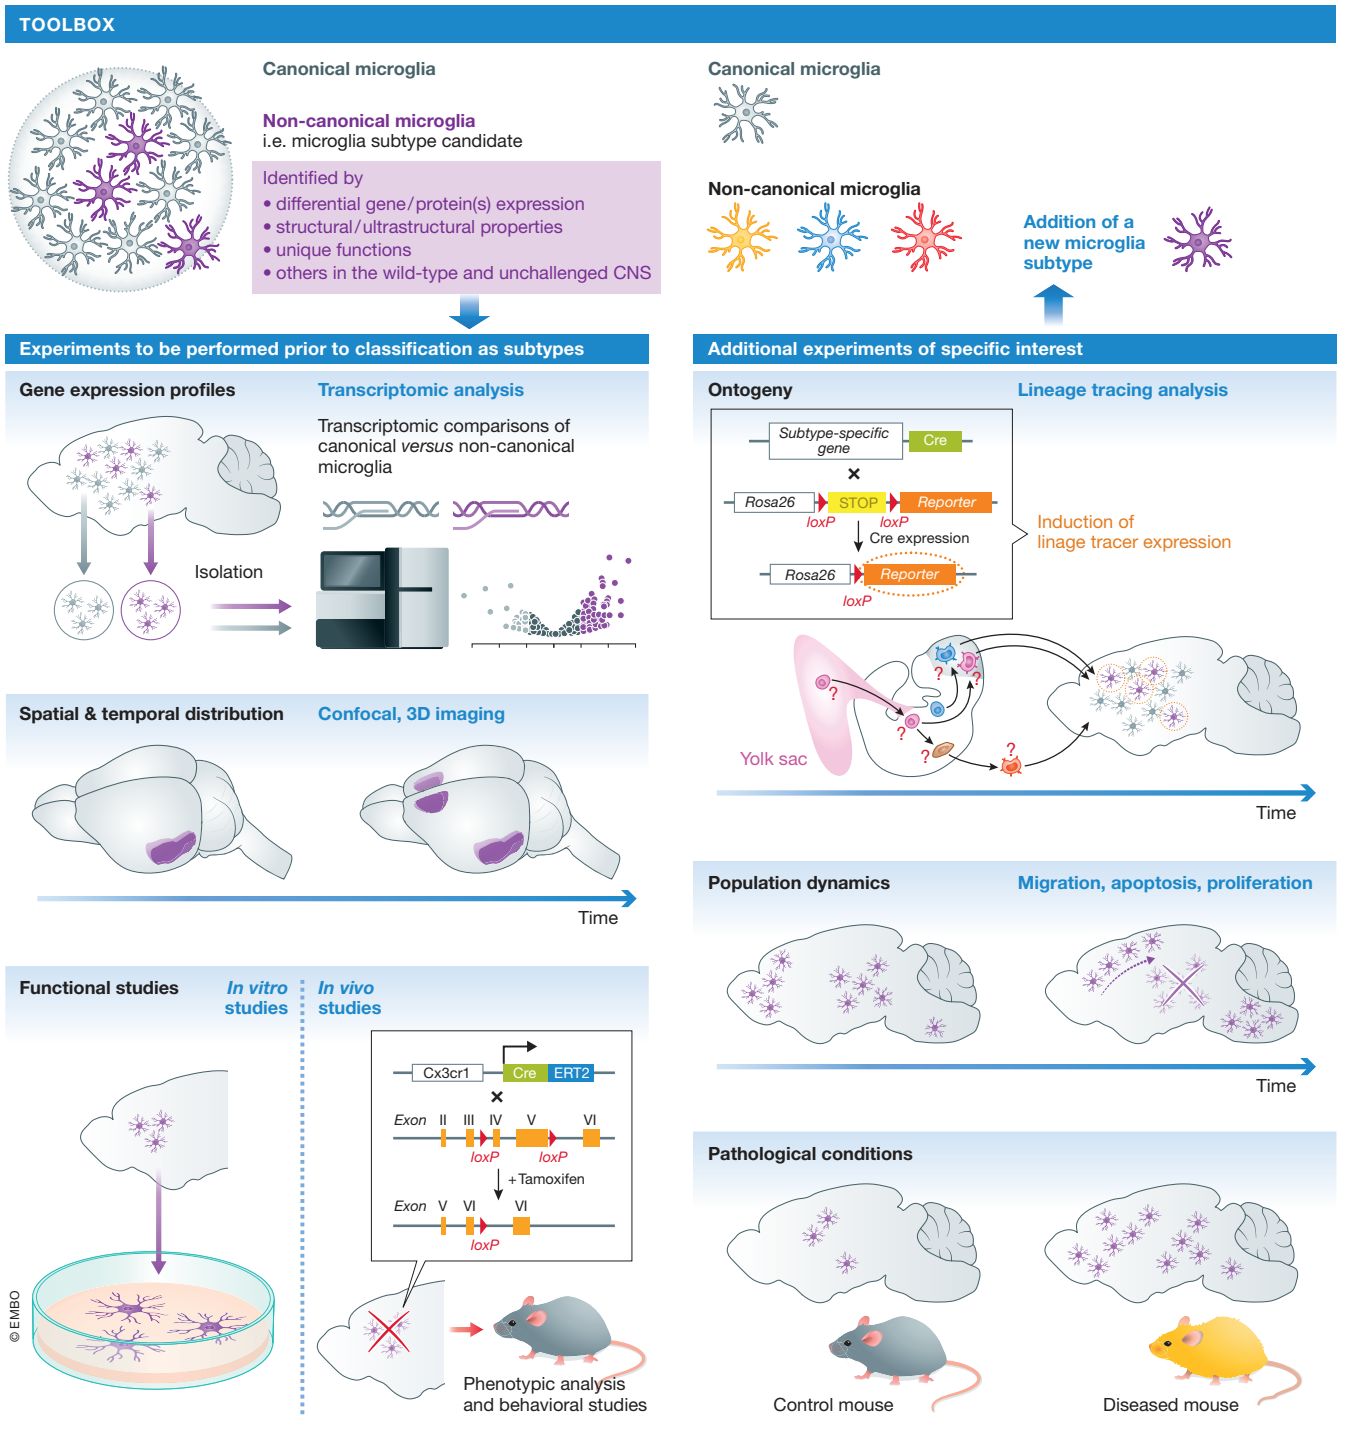 TOOLBOX
Canonical microglia
Non-canonical microglia
i.e. microglia subtype candidate
Identified by
• differential gene/protein(s) expression
• structural/ultrastructural properties
• unique functions
• others in the wild-type and unchallenged CNS
Canonical microglia
Non-canonical microglia
Addition of a
new microglia
subtype
Experiments to be performed prior to classification as subtypes
Gene expression profiles
Transcriptomic analysis
Transcriptomic comparisons of
canonical versus non-canonical
microglia
Isolation
Spatial & temporal distribution
Confocal, 3D imaging
Time
Functional studies
In vitro
studies
In vivo
studies
Cx3cr1
Cre
ERT2
×
Exon II III IV V VI
loxP loxP
+ Tamoxifen
Exon V VI VI
loxP
Phenotypic analysis
and behavioral studies
© EMBO
Additional experiments of specific interest
Ontogeny
Lineage tracing analysis
Subtype-specific
gene
Cre
×
Rosa26
STOP
Reporter
loxP loxP
Cre expression
Rosa26
Reporter
loxP
Induction of
linage tracer expression
? ?
?
?
?
?
Yolk sac
Time
Population dynamics
Migration, apoptosis, proliferation
Time
Pathological conditions
Control mouse
Diseased mouse